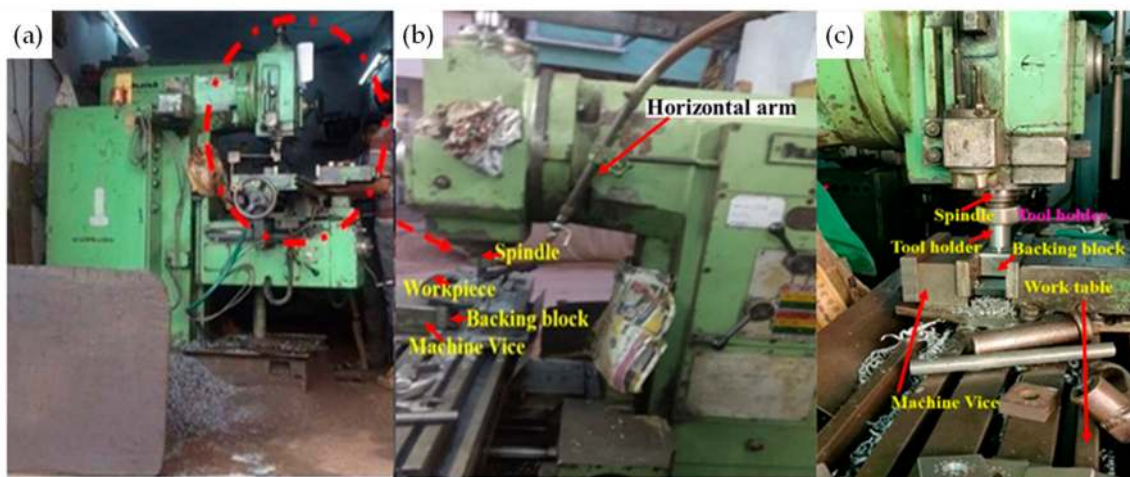 (a)
(b)
Horizontal arm
Spindle
Workpiece
Backing block
Machine Vice
(c)
Spindle Tool holder
Tool holder Backing block
Work table
Machine Vice